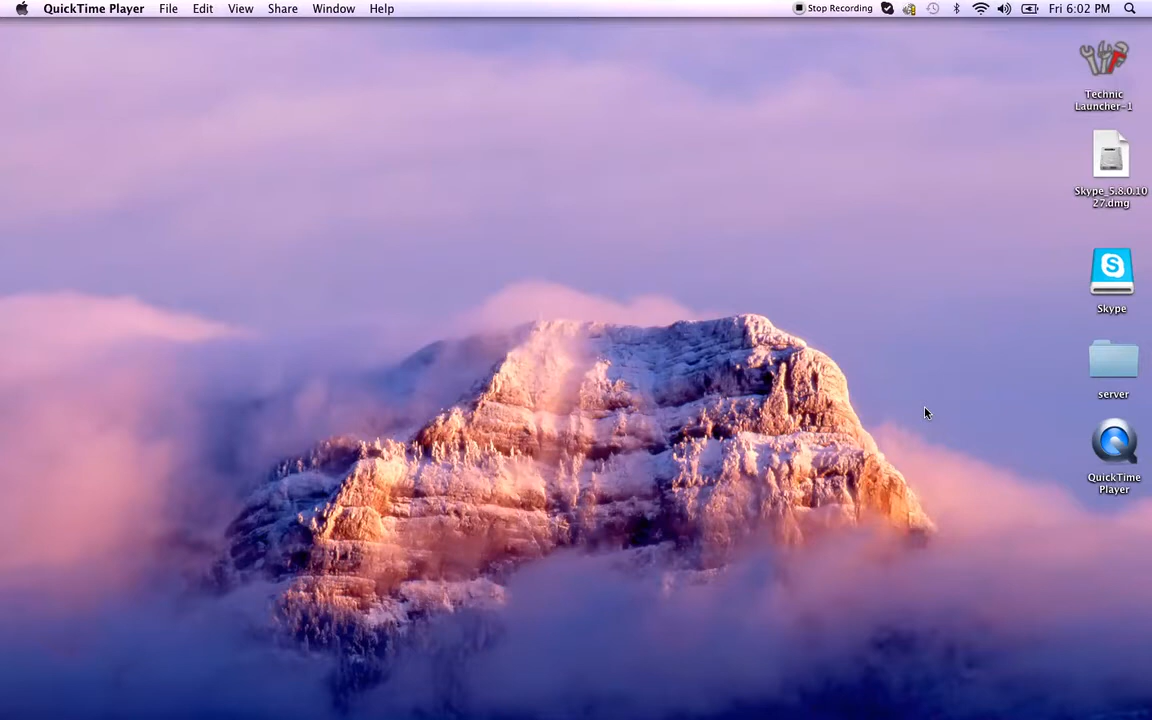 QuickTime Player File Edit View Share Window Help Stop Recording Fri 6:02 PM
Technic
Launcher-1
Skype_5.8.0.10
27.dmg
Skype
server
QuickTime
Player